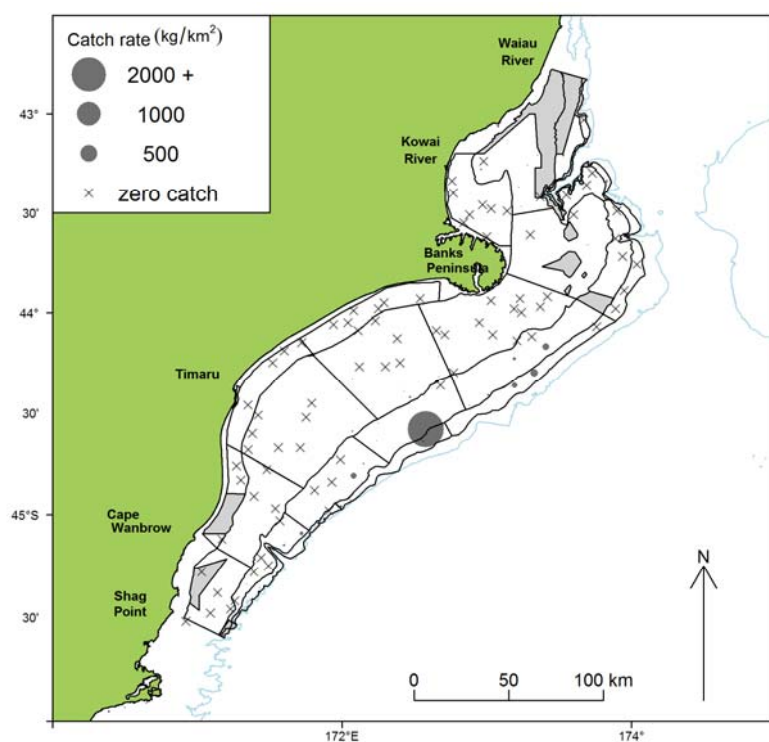 Catch rate (kg/km²)
2000 +
1000
500
zero catch
Waiau
River
43°
Kowai
River
30'
Banks
Peninsula
44°
Timaru
30'
45°S
Cape
Wanbrow
N
Shag
Point
30'
0 50 100 km
172°E 174°